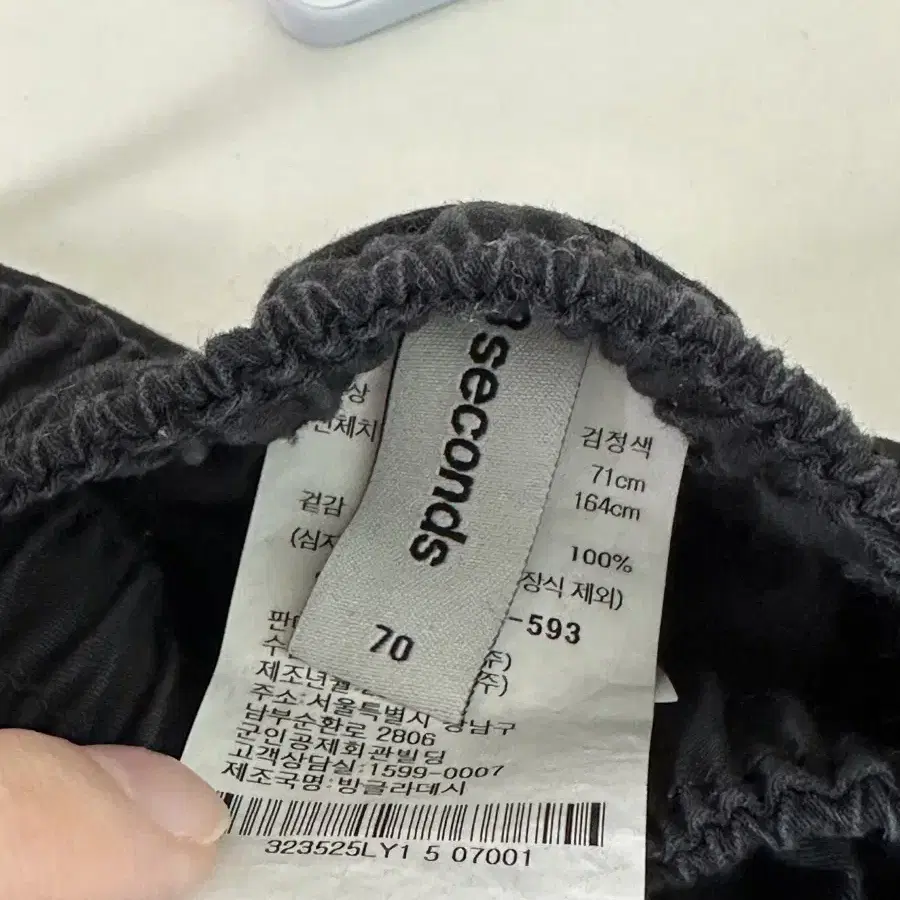 seconds
70
검정색
71cm
164cm
겉감
100%
장식 제외)
-593
제조년월
주소: 서울특별시 강남구
남부순환로 2806
군인공제회관빌딩
고객상담실:1599-0007
제조국명: 방글라데시
323525LY1 5 07001